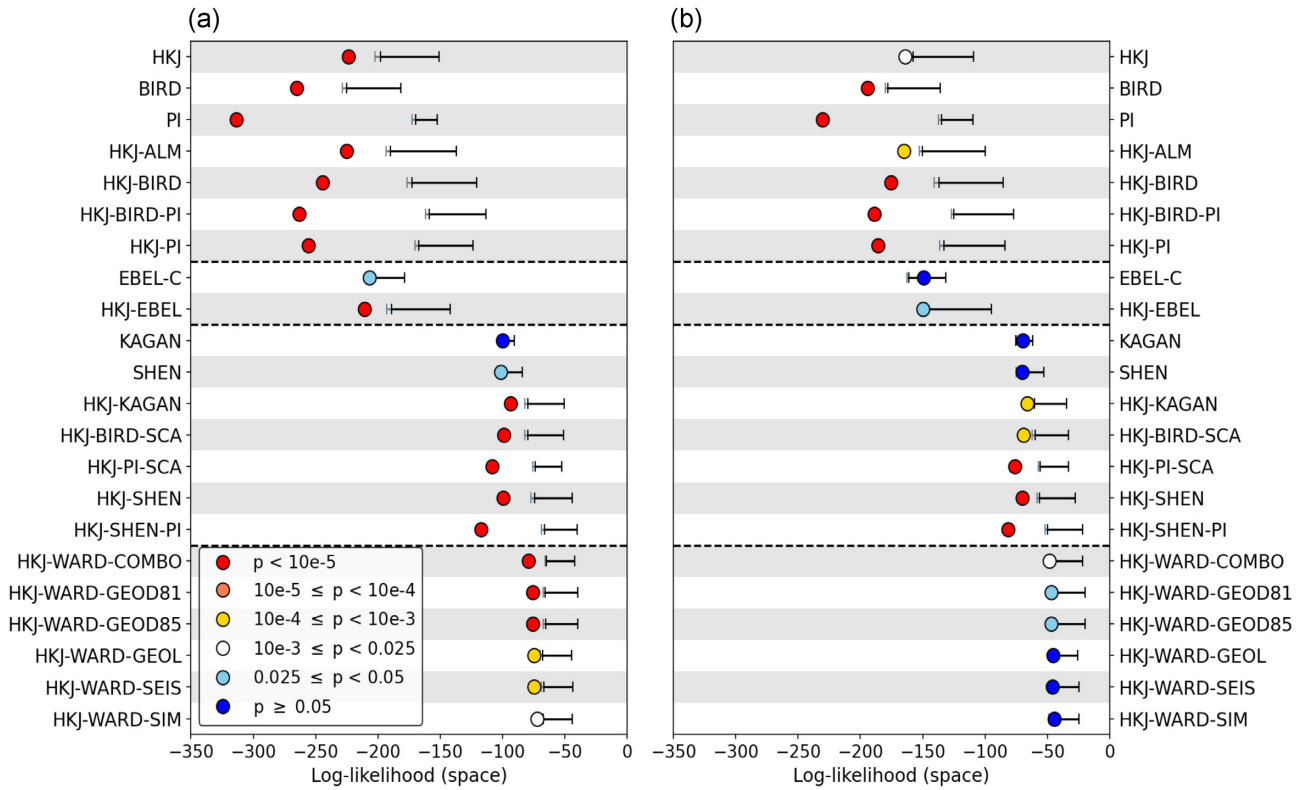 (a)
HKJ
BIRD
PI
HKJ-ALM
HKJ-BIRD
HKJ-BIRD-PI
HKJ-PI
EBEL-C
HKJ-EBEL
KAGAN
SHEN
HKJ-KAGAN
HKJ-BIRD-SCA
HKJ-PI-SCA
HKJ-SHEN
HKJ-SHEN-PI
HKJ-WARD-COMBO
HKJ-WARD-GEOD81
HKJ-WARD-GEOD85
HKJ-WARD-GEOL
HKJ-WARD-SEIS
HKJ-WARD-SIM
p < 10e-5
10e-5 ≤ p < 10e-4
10e-4 ≤ p < 10e-3
10e-3 ≤ p < 0.025
0.025 ≤ p < 0.05
p ≥ 0.05
−350 −300 −250 −200 −150 −100 −50 0
Log-likelihood (space)
(b)
HKJ
BIRD
PI
HKJ-ALM
HKJ-BIRD
HKJ-BIRD-PI
HKJ-PI
EBEL-C
HKJ-EBEL
KAGAN
SHEN
HKJ-KAGAN
HKJ-BIRD-SCA
HKJ-PI-SCA
HKJ-SHEN
HKJ-SHEN-PI
HKJ-WARD-COMBO
HKJ-WARD-GEOD81
HKJ-WARD-GEOD85
HKJ-WARD-GEOL
HKJ-WARD-SEIS
HKJ-WARD-SIM
−350 −300 −250 −200 −150 −100 −50 0
Log-likelihood (space)